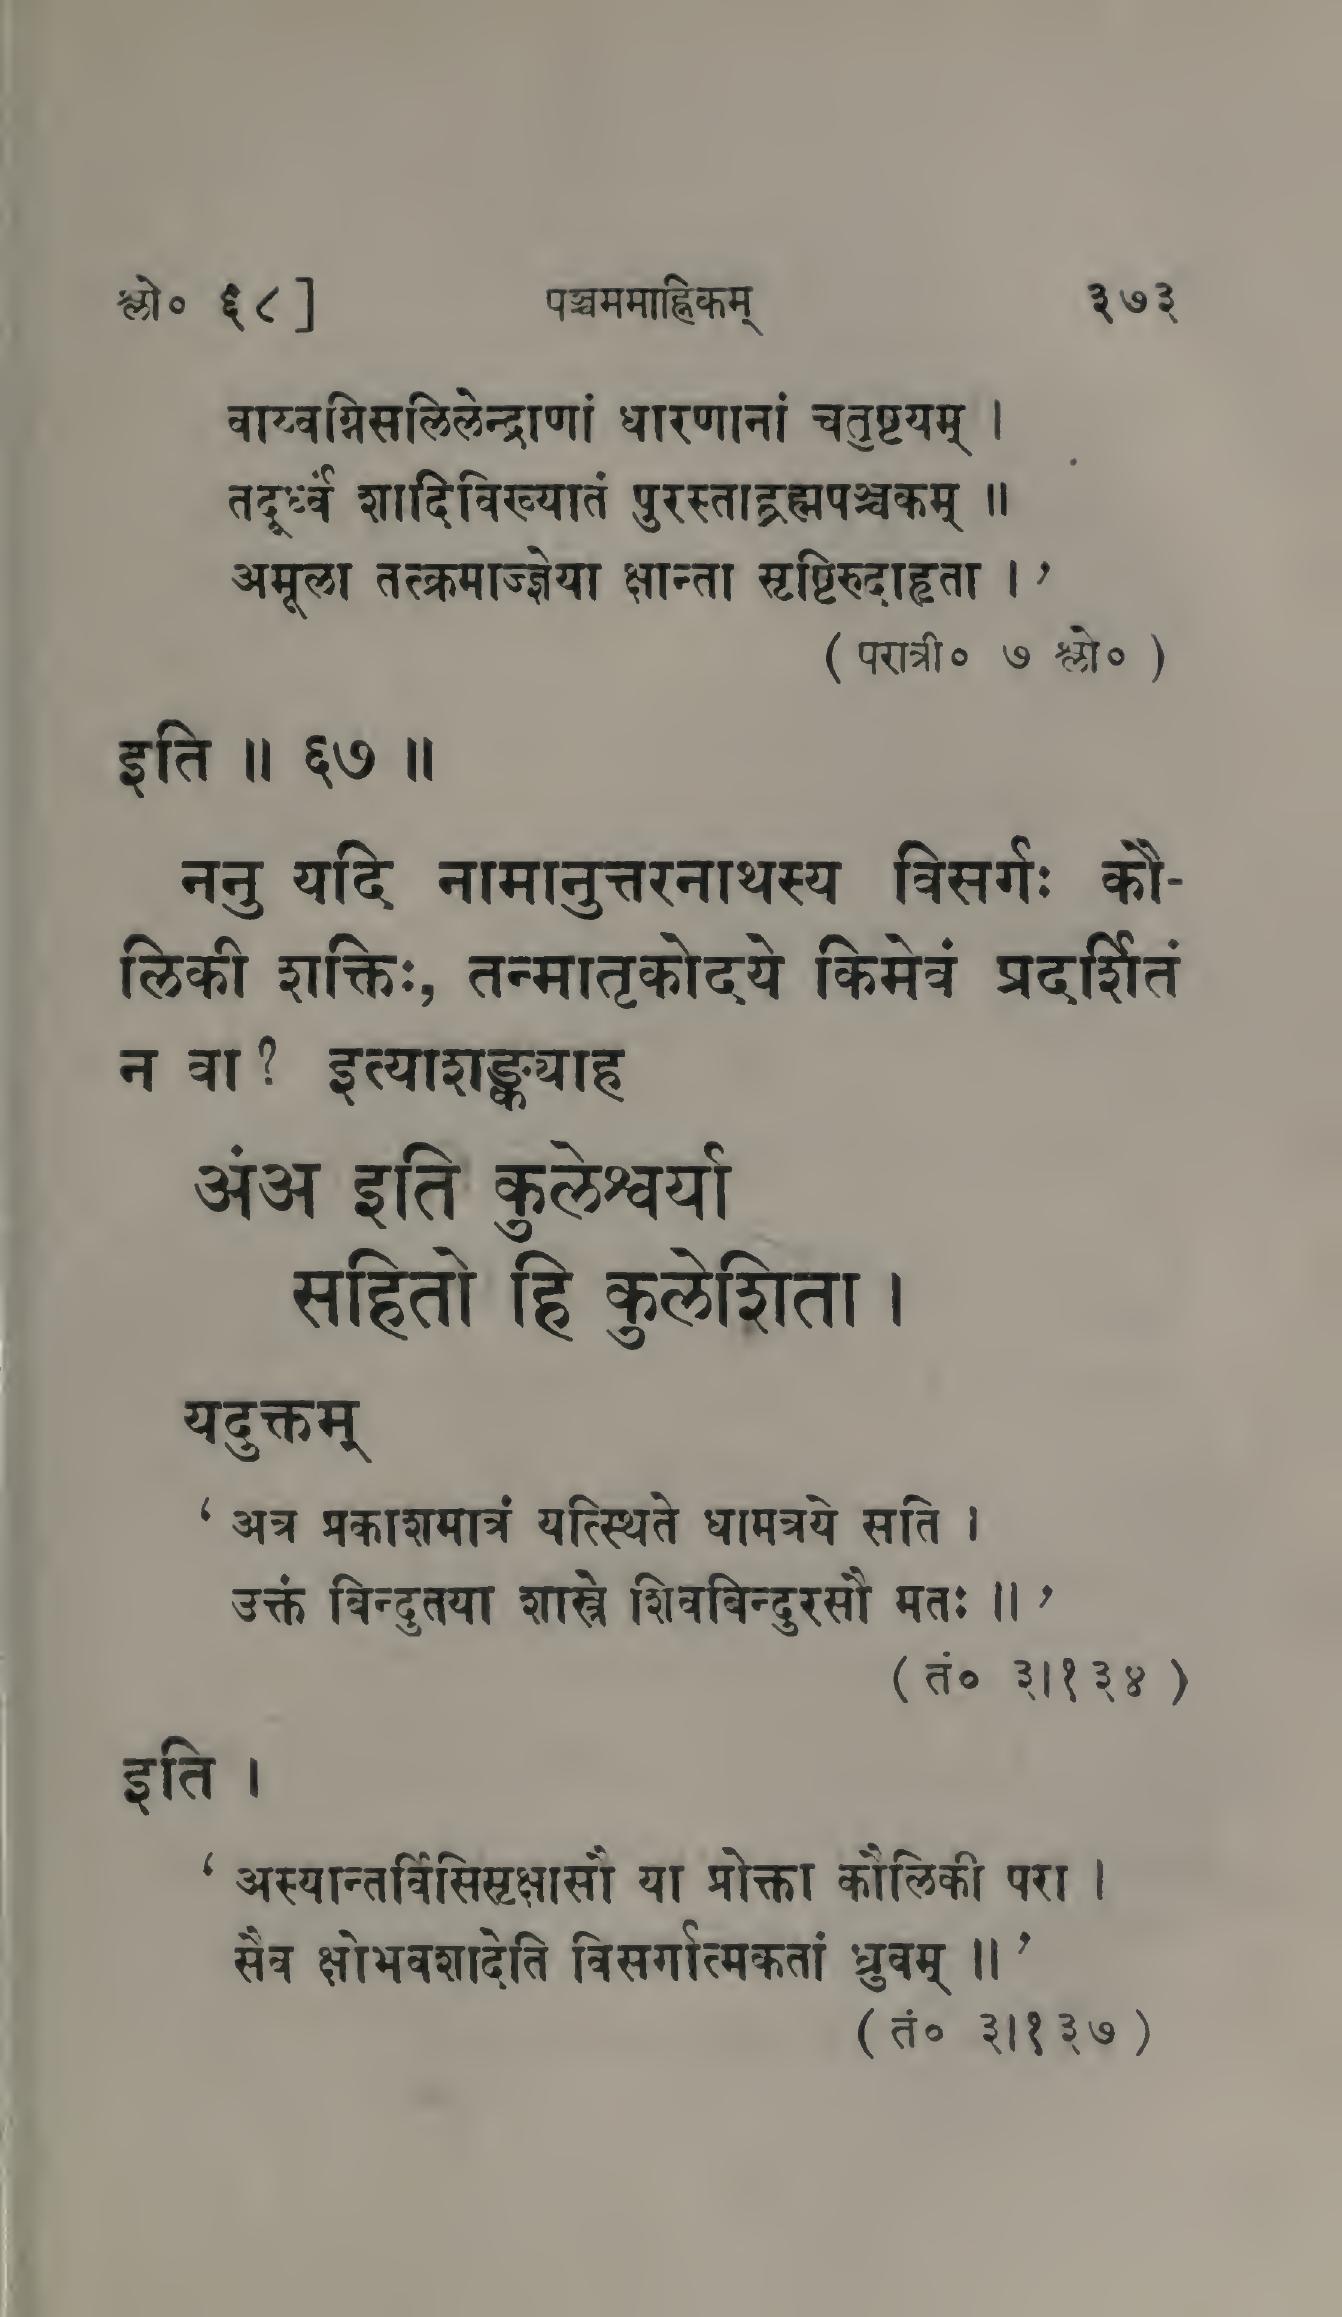 श्लो० ६८] पञ्चममाह्निकम् ३७३
वाय्वग्निसलिलेन्द्राणां धारणानां चतुष्टयम् ।
तदूर्ध्वं शादिविख्यातं पुरस्ताद्ब्रह्मपञ्चकम् ॥
अमूला तत्क्रमाज्ज्ञेया क्षान्ता सृष्टिरुदाहृता ।’
( परात्री० ७ श्लो० )
इति ॥ ६७ ॥
ननु यदि नामानुत्तरनाथस्य विसर्गः कौ-
लिकी शक्तिः, तन्मातृकोदये किमेवं प्रदर्शितं
न वा? इत्याशङ्क्याह
अंअ इति कुलेश्वर्या
सहितो हि कुलेशिता ।
यदुक्तम्
‘ अत्र प्रकाशमात्रं यत्स्थिते धामत्रये सति ।
उक्तं बिन्दुतया शास्त्रे शिवबिन्दुरसौ मतः ॥’
( तं० ३।१३४ )
इति ।
‘ अस्यान्तर्विसिसृक्षासौ या प्रोक्ता कौलिकी परा ।
सैव क्षोभवशादेति विसर्गात्मकतां ध्रुवम् ॥’
( तं० ३।१३७ )